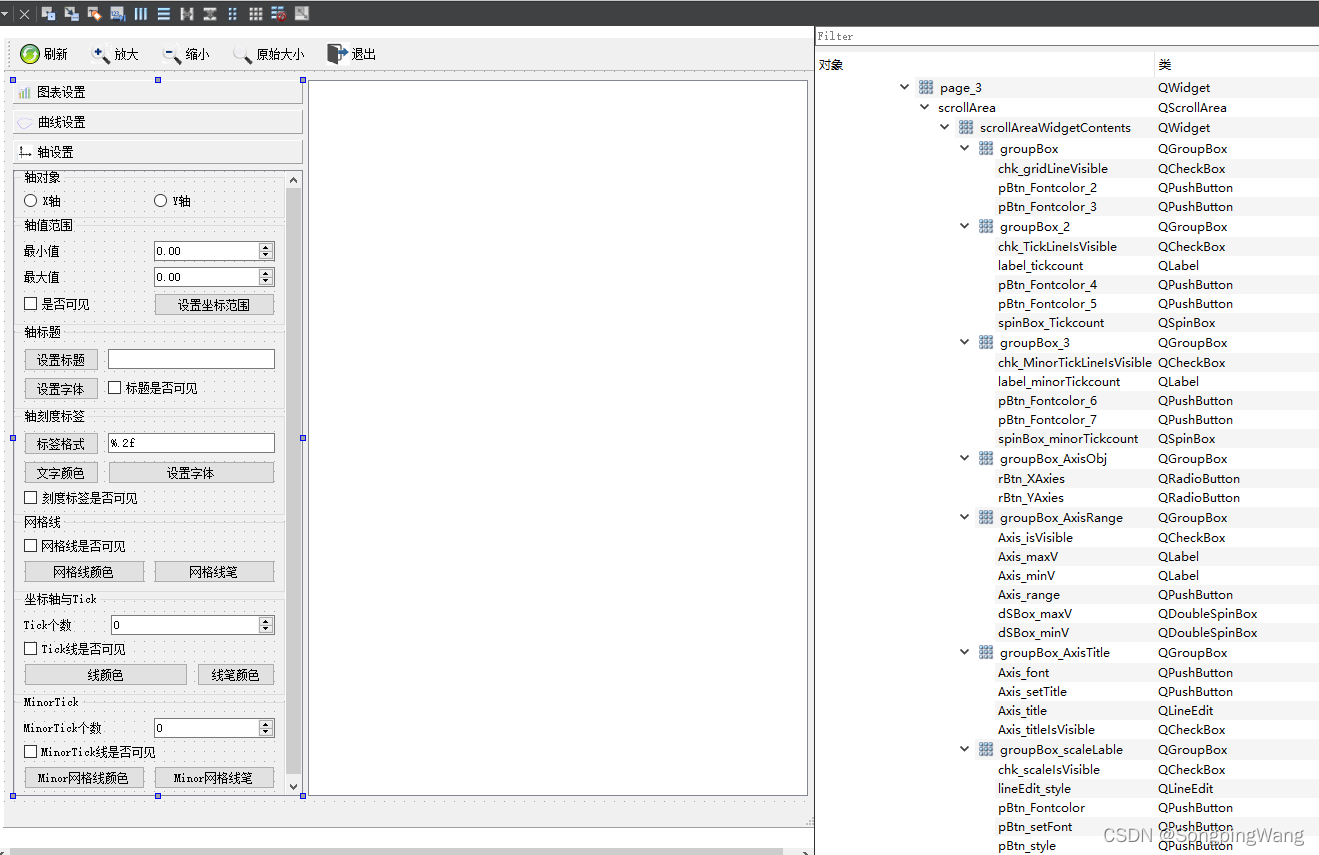 刷新 放大 缩小 原始大小 退出
图表设置
曲线设置
轴设置
轴对象
X轴 Y轴
轴值范围
最小值 0.00
最大值 0.00
是否可见 设置坐标范围
轴标题
设置标题
设置字体 标题是否可见
轴刻度标签
标签格式 %.2f
文字颜色 设置字体
刻度标签是否可见
网格线
网格线是否可见
网格线颜色 网格线笔
坐标轴与Tick
Tick个数 0
Tick线是否可见
线颜色 线笔颜色
MinorTick
MinorTick个数 0
MinorTick线是否可见
Minor网格线颜色 Minor网格线笔
Filter
对象 类
page_3 QWidget
scrollArea QScrollArea
scrollAreaWidgetContents QWidget
groupBox QGroupBox
chk_gridLineVisible QCheckBox
pBtn_Fontcolor_2 QPushButton
pBtn_Fontcolor_3 QPushButton
groupBox_2 QGroupBox
chk_TickLineIsVisible QCheckBox
label_tickcount QLabel
pBtn_Fontcolor_4 QPushButton
pBtn_Fontcolor_5 QPushButton
spinBox_Tickcount QSpinBox
groupBox_3 QGroupBox
chk_MinorTickLineIsVisible QCheckBox
label_minorTickcount QLabel
pBtn_Fontcolor_6 QPushButton
pBtn_Fontcolor_7 QPushButton
spinBox_minorTickcount QSpinBox
groupBox_AxisObj QGroupBox
rBtn_XAxies QRadioButton
rBtn_YAxies QRadioButton
groupBox_AxisRange QGroupBox
Axis_isVisible QCheckBox
Axis_maxV QLabel
Axis_minV QLabel
Axis_range QPushButton
dSBox_maxV QDoubleSpinBox
dSBox_minV QDoubleSpinBox
groupBox_AxisTitle QGroupBox
Axis_font QPushButton
Axis_setTitle QPushButton
Axis_title QLineEdit
Axis_titleIsVisible QCheckBox
groupBox_scaleLable QGroupBox
chk_scaleIsVisible QCheckBox
lineEdit_style QLineEdit
pBtn_Fontcolor QPushButton
pBtn_setFont QPushButton
pBtn_style QPushButton
CSDN @SongpingWang